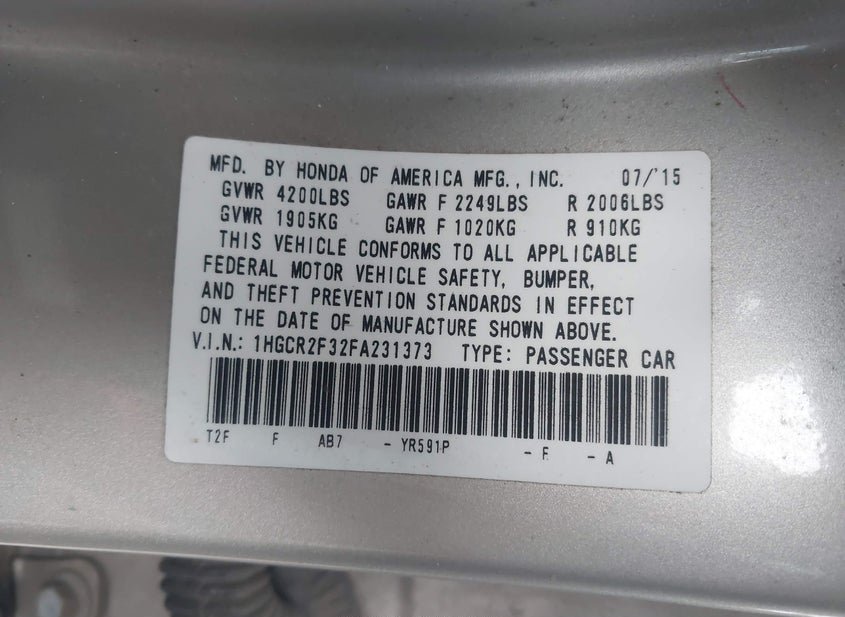 MFD. BY HONDA OF AMERICA MFG., INC. 07/'15
GVWR 4200LBS GAWR F 2249LBS R 2006LBS
GVWR 1905KG GAWR F 1020KG R 910KG
THIS VEHICLE CONFORMS TO ALL APPLICABLE
FEDERAL MOTOR VEHICLE SAFETY, BUMPER,
AND THEFT PREVENTION STANDARDS IN EFFECT
ON THE DATE OF MANUFACTURE SHOWN ABOVE.
V.I.N.: 1HGCR2F32FA231373 TYPE: PASSENGER CAR
T2F F AB7 - YR591P - F - A